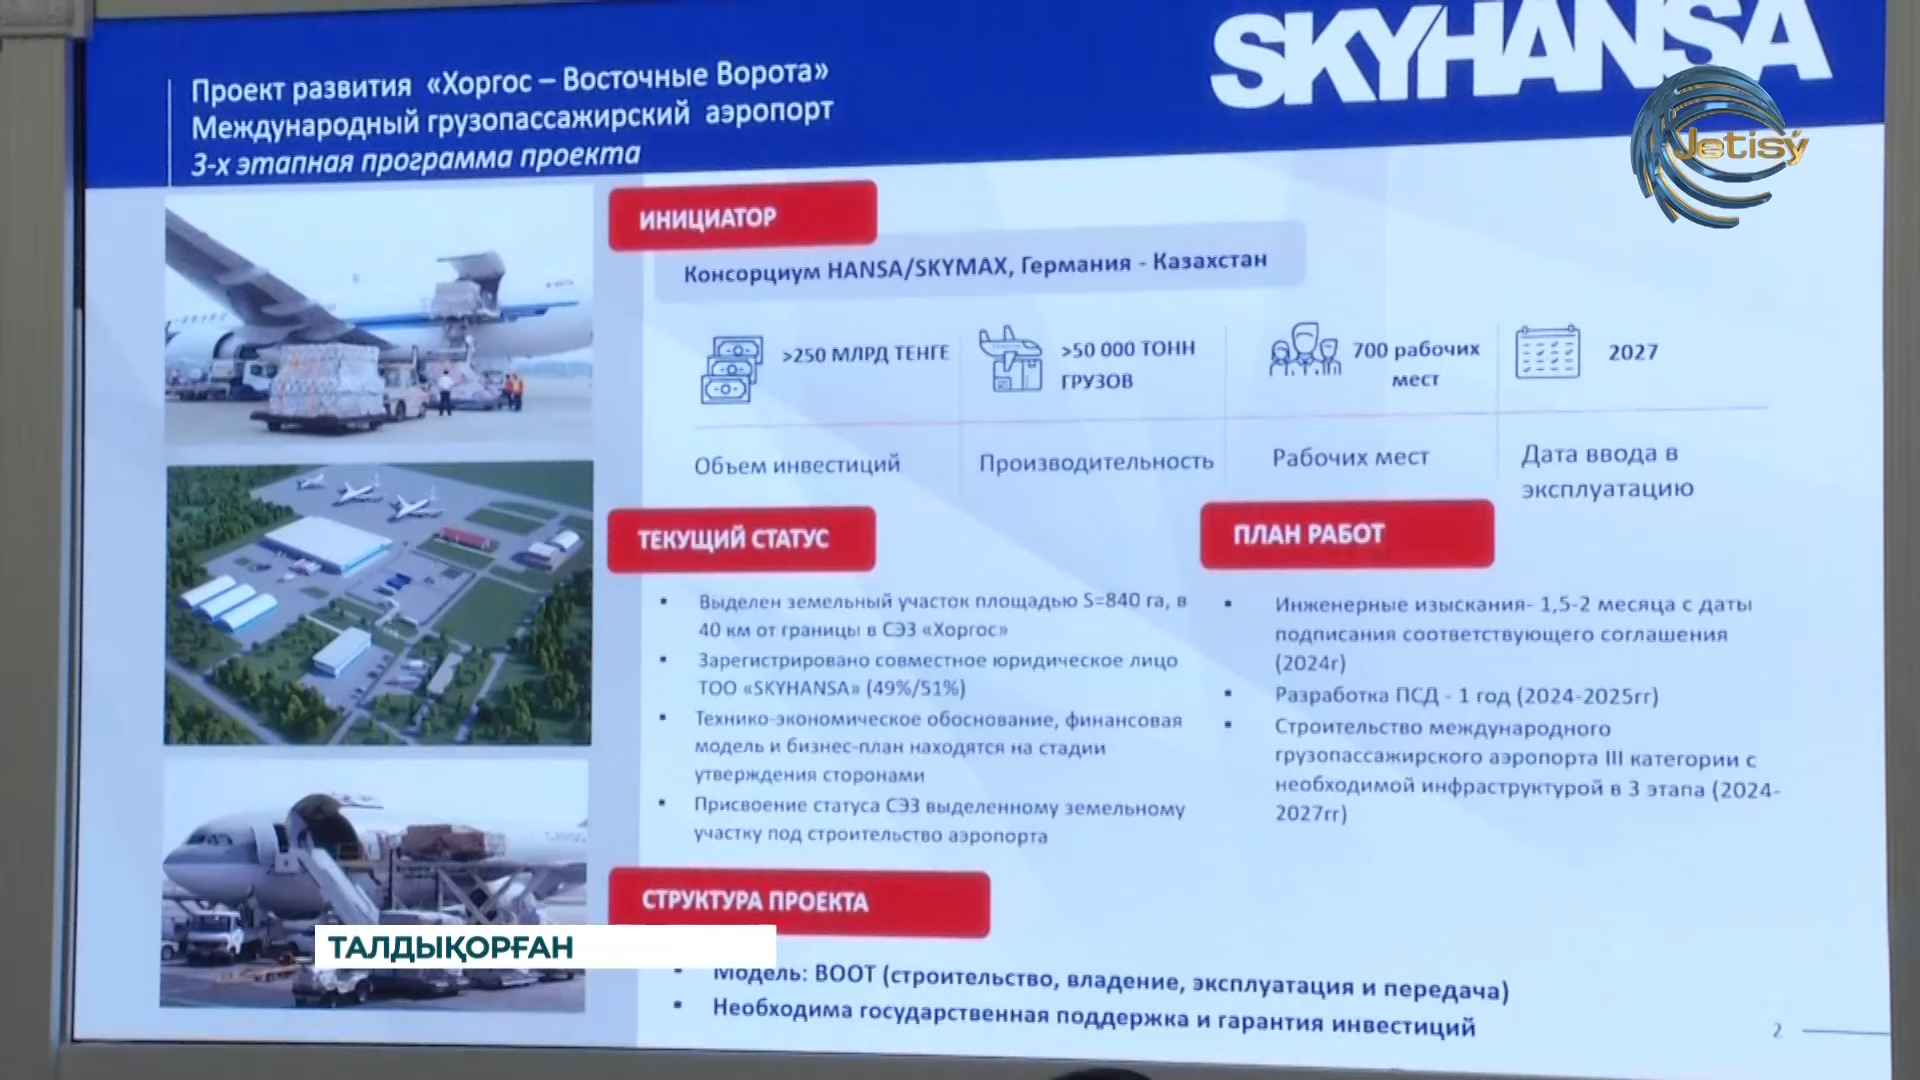 SKYHANSA
Jetisý
Проект развития «Хоргос – Восточные Ворота»
Международный грузопассажирский аэропорт
3-х этапная программа проекта
ИНИЦИАТОР
Консорциум HANSA/SKYMAX, Германия - Казахстан
>250 МЛРД ТЕНГЕ
Объем инвестиций
>50 000 ТОНН
ГРУЗОВ
Производительность
700 рабочих
мест
Рабочих мест
2027
Дата ввода в
эксплуатацию
ТЕКУЩИЙ СТАТУС
▪ Выделен земельный участок площадью S=840 га, в
40 км от границы в СЭЗ «Хоргос»
▪ Зарегистрировано совместное юридическое лицо
ТОО «SKYHANSA» (49%/51%)
▪ Технико-экономическое обоснование, финансовая
модель и бизнес-план находятся на стадии
утверждения сторонами
▪ Присвоение статуса СЭЗ выделенному земельному
участку под строительство аэропорта
ПЛАН РАБОТ
▪ Инженерные изыскания- 1,5-2 месяца с даты
подписания соответствующего соглашения
(2024г)
▪ Разработка ПСД - 1 год (2024-2025гг)
▪ Строительство международного
грузопассажирского аэропорта III категории с
необходимой инфраструктурой в 3 этапа (2024-
2027гг)
СТРУКТУРА ПРОЕКТА
▪ Модель: BOOT (строительство, владение, эксплуатация и передача)
▪ Необходима государственная поддержка и гарантия инвестиций
2
ТАЛДЫҚОРҒАН